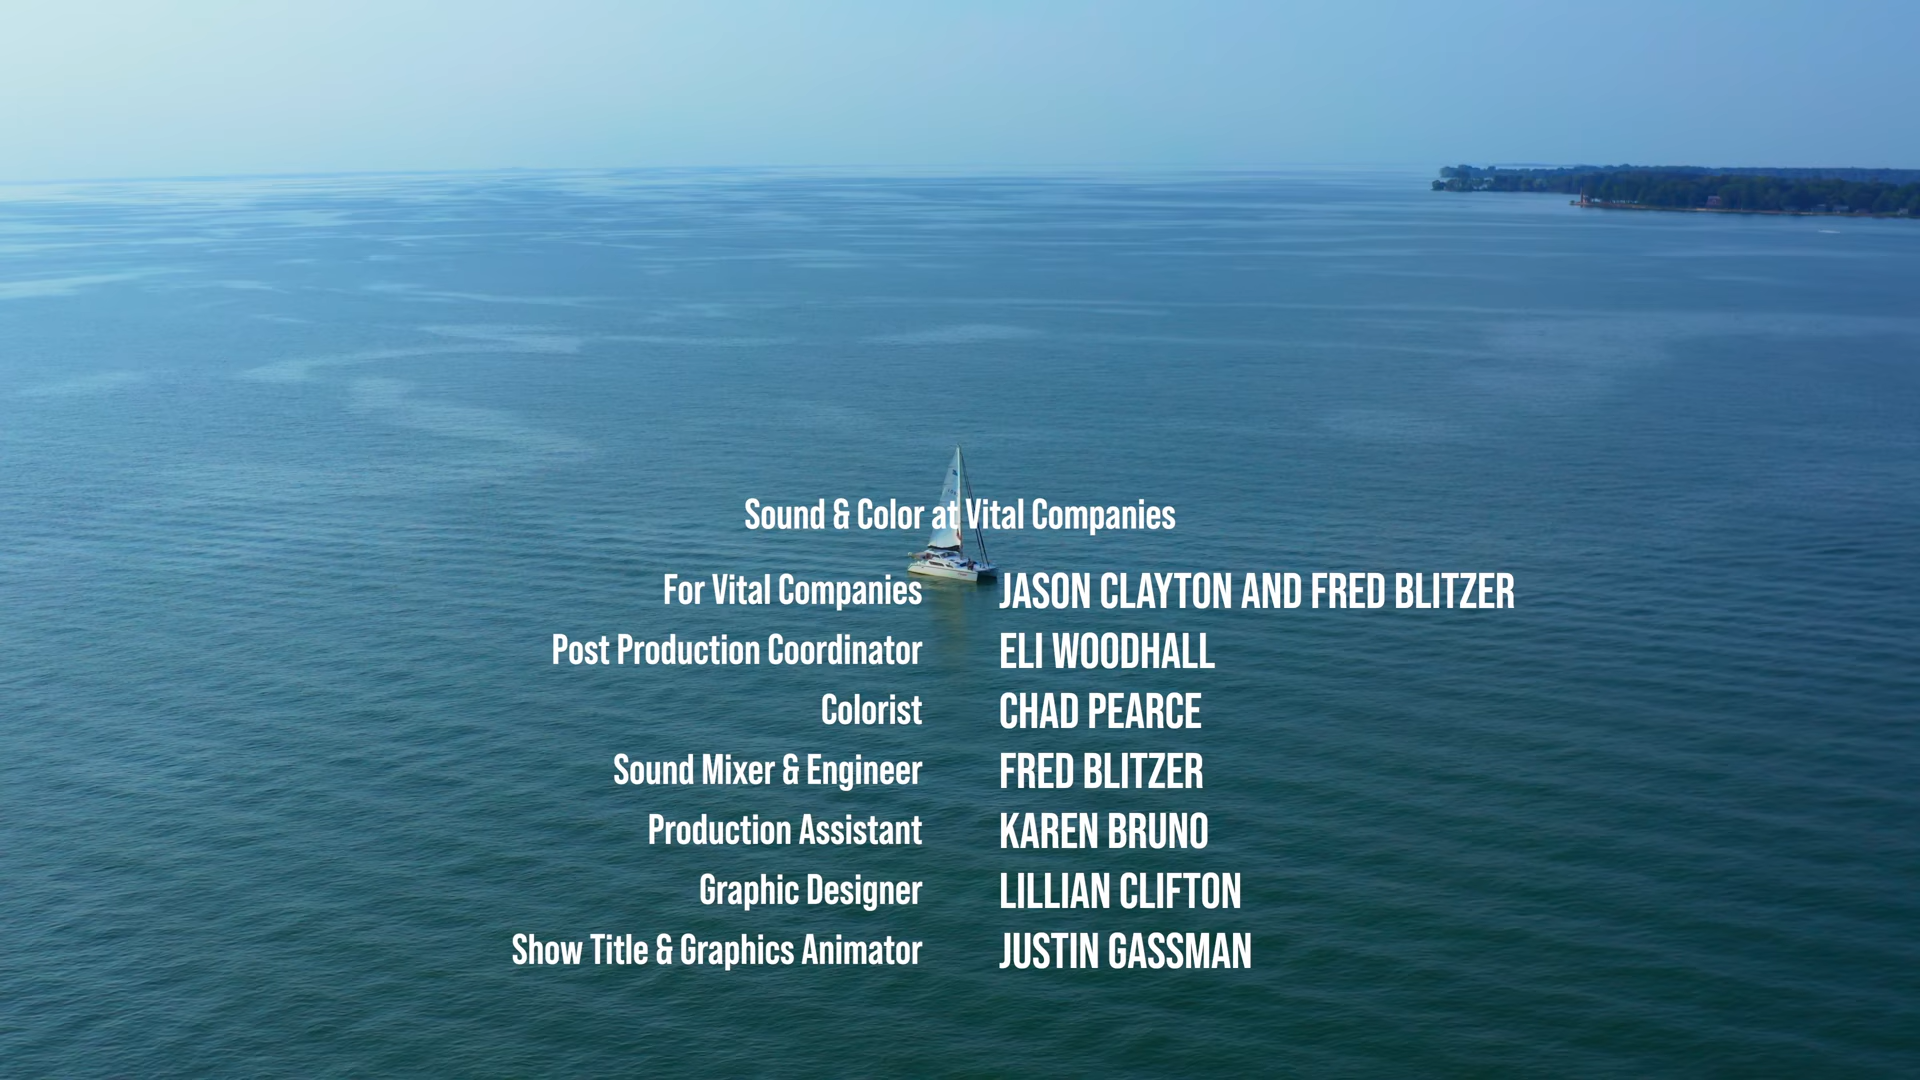 Sound & Color at Vital Companies
For Vital Companies JASON CLAYTON AND FRED BLITZER
Post Production Coordinator ELI WOODHALL
Colorist CHAD PEARCE
Sound Mixer & Engineer FRED BLITZER
Production Assistant KAREN BRUNO
Graphic Designer LILLIAN CLIFTON
Show Title & Graphics Animator JUSTIN GASSMAN